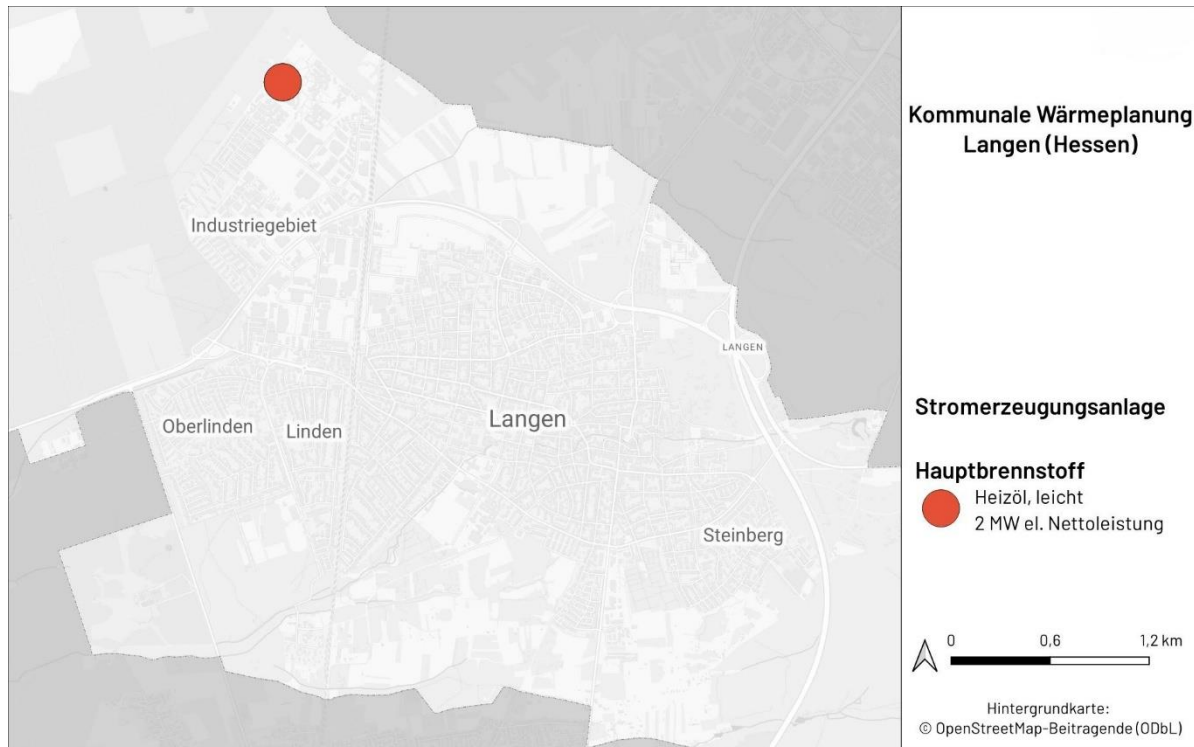 Kommunale Wärmeplanung
Langen (Hessen)
Industriegebiet
LANGEN
Oberlinden
Linden
Langen
Steinberg
Stromerzeugungsanlage
Hauptbrennstoff
Heizöl, leicht
2 MW el. Nettoleistung
0 0,6 1,2 km
Hintergrundkarte:
© OpenStreetMap-Beitragende (ODbL)